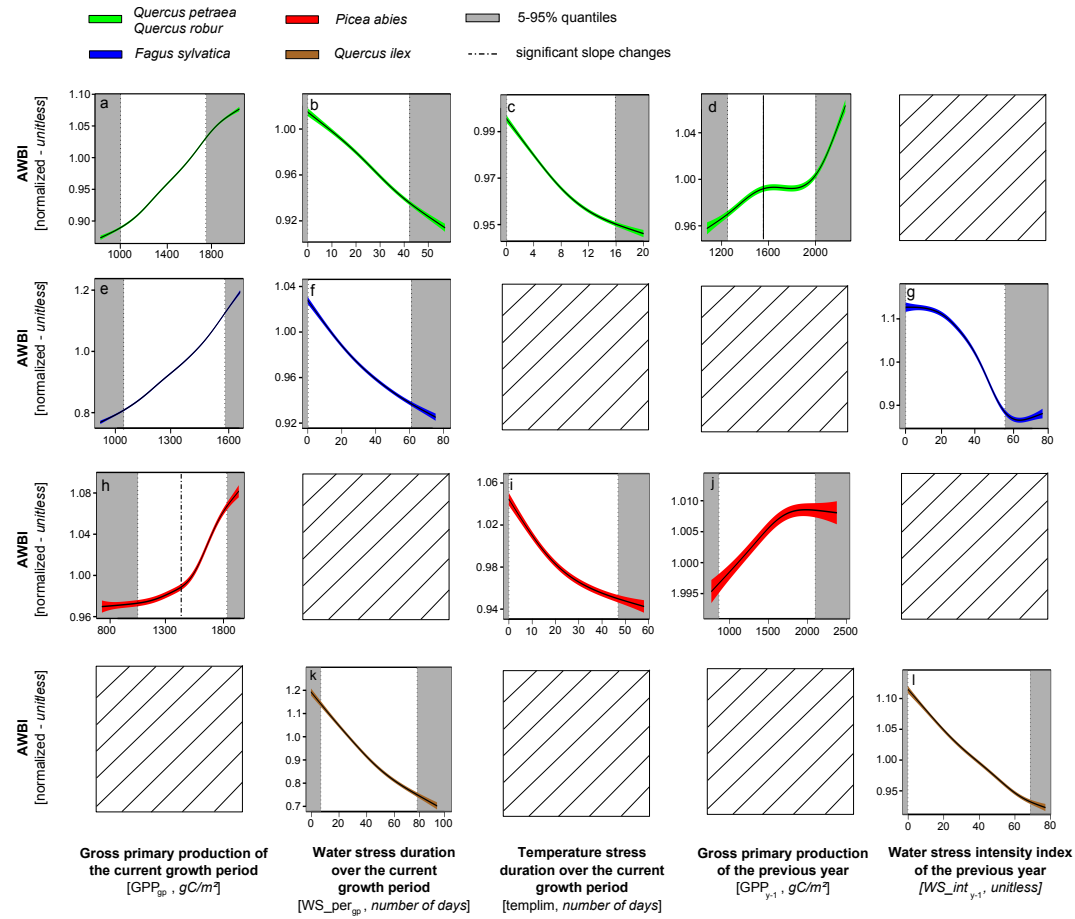 Quercus petraea
Quercus robur
Picea abies
5-95% quantiles
Fagus sylvatica
Quercus ilex
significant slope changes
AWBI
[normalized - unitless]
a
1.10
1.05
1.00
0.95
0.90
1000 1400 1800
b
1.00
0.96
0.92
0 10 20 30 40 50
c
0.99
0.97
0.95
0 5 10 15 20
d
1.04
1.00
0.96
1200 1600 2000
AWBI
[normalized - unitless]
e
1.2
1.0
0.8
1000 1300 1600
f
1.04
1.00
0.96
0.92
0 20 40 60 80
g
1.1
1.0
0.9
0 20 40 60 80
AWBI
[normalized - unitless]
h
1.08
1.04
1.00
0.96
800 1300 1800
i
1.06
1.02
0.98
0.94
0 10 20 30 40 50 60
j
1.010
1.005
1.000
1.995
1000 1500 2000 2500
AWBI
[normalized - unitless]
k
1.2
1.1
1.0
0.9
0.8
0.7
0 20 40 60 80 100
l
1.10
1.05
1.00
0.95
0 20 40 60 80
Gross primary production of
the current growth period
[GPPgp , gC/m²]
Water stress duration
over the current
growth period
[WS_pergp, number of days]
Temperature stress
duration over the current
growth period
[templim, number of days]
Gross primary production
of the previous year
[GPPy-1, gC/m²]
Water stress intensity index
of the previous year
[WS_inty-1, unitless]